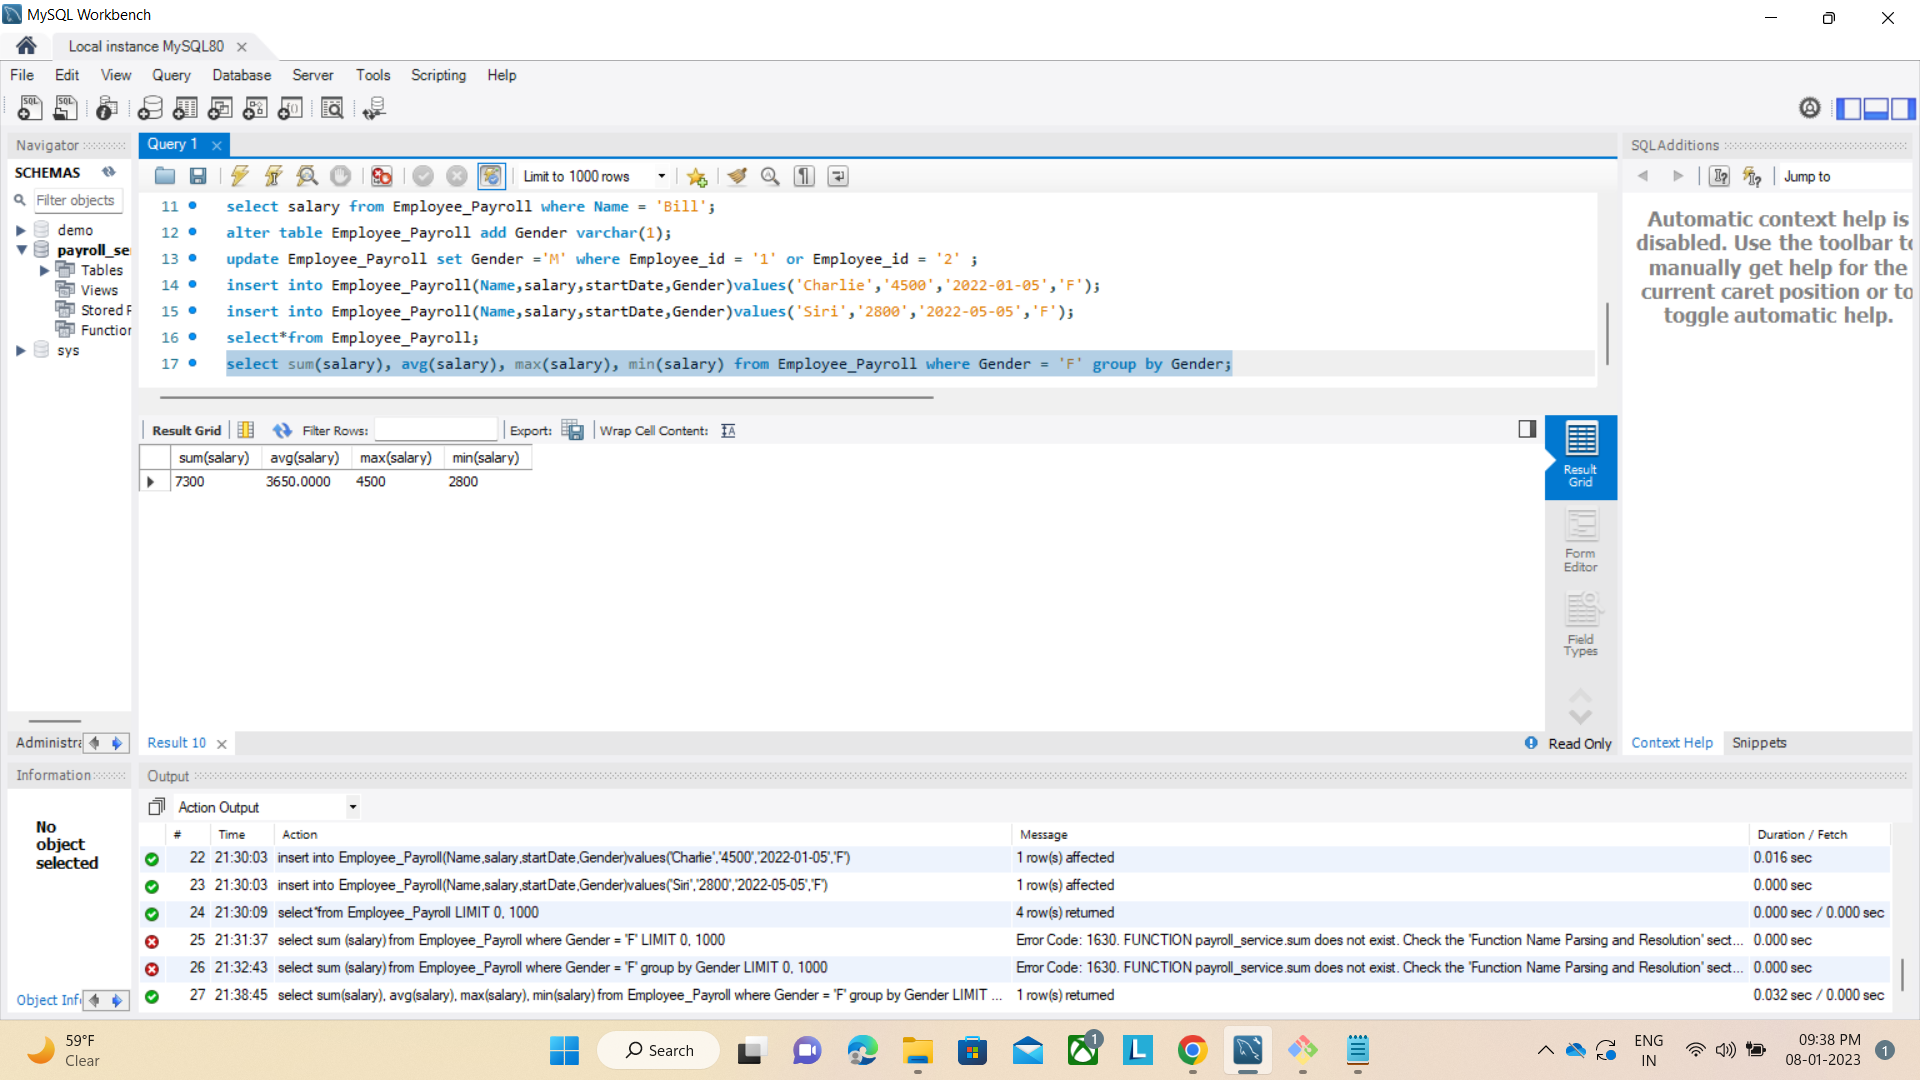 MySQL Workbench
Local instance MySQL80
File Edit View Query Database Server Tools Scripting Help
Navigator
SCHEMAS
Filter objects
demo
payroll_se
Tables
Views
Stored P
Function
sys
Administra
Information
No
object
selected
Object Info
Query 1
Limit to 1000 rows
11 select salary from Employee_Payroll where Name = 'Bill';
12 alter table Employee_Payroll add Gender varchar(1);
13 update Employee_Payroll set Gender ='M' where Employee_id = '1' or Employee_id = '2' ;
14 insert into Employee_Payroll(Name,salary,startDate,Gender)values('Charlie','4500','2022-01-05','F');
15 insert into Employee_Payroll(Name,salary,startDate,Gender)values('Siri','2800','2022-05-05','F');
16 select*from Employee_Payroll;
17 select sum(salary), avg(salary), max(salary), min(salary) from Employee_Payroll where Gender = 'F' group by Gender;
Result Grid Filter Rows: Export: Wrap Cell Content:
sum(salary) avg(salary) max(salary) min(salary)
7300 3650.0000 4500 2800
Result
Grid
Form
Editor
Field
Types
Result 10
Read Only
SQLAdditions
Jump to
Automatic context help is
disabled. Use the toolbar to
manually get help for the
current caret position or to
toggle automatic help.
Context Help Snippets
Output
Action Output
# Time Action Message Duration / Fetch
22 21:30:03 insert into Employee_Payroll(Name,salary,startDate,Gender)values('Charlie','4500','2022-01-05','F') 1 row(s) affected 0.016 sec
23 21:30:03 insert into Employee_Payroll(Name,salary,startDate,Gender)values('Siri','2800','2022-05-05','F') 1 row(s) affected 0.000 sec
24 21:30:09 select*from Employee_Payroll LIMIT 0, 1000 4 row(s) returned 0.000 sec / 0.000 sec
25 21:31:37 select sum (salary) from Employee_Payroll where Gender = 'F' LIMIT 0, 1000 Error Code: 1630. FUNCTION payroll_service.sum does not exist. Check the 'Function Name Parsing and Resolution' sect... 0.000 sec
26 21:32:43 select sum (salary) from Employee_Payroll where Gender = 'F' group by Gender LIMIT 0, 1000 Error Code: 1630. FUNCTION payroll_service.sum does not exist. Check the 'Function Name Parsing and Resolution' sect... 0.000 sec
27 21:38:45 select sum(salary), avg(salary), max(salary), min(salary) from Employee_Payroll where Gender = 'F' group by Gender LIMIT ... 1 row(s) returned 0.032 sec / 0.000 sec
59°F
Clear
Search
1
ENG
IN
09:38 PM
08-01-2023
1